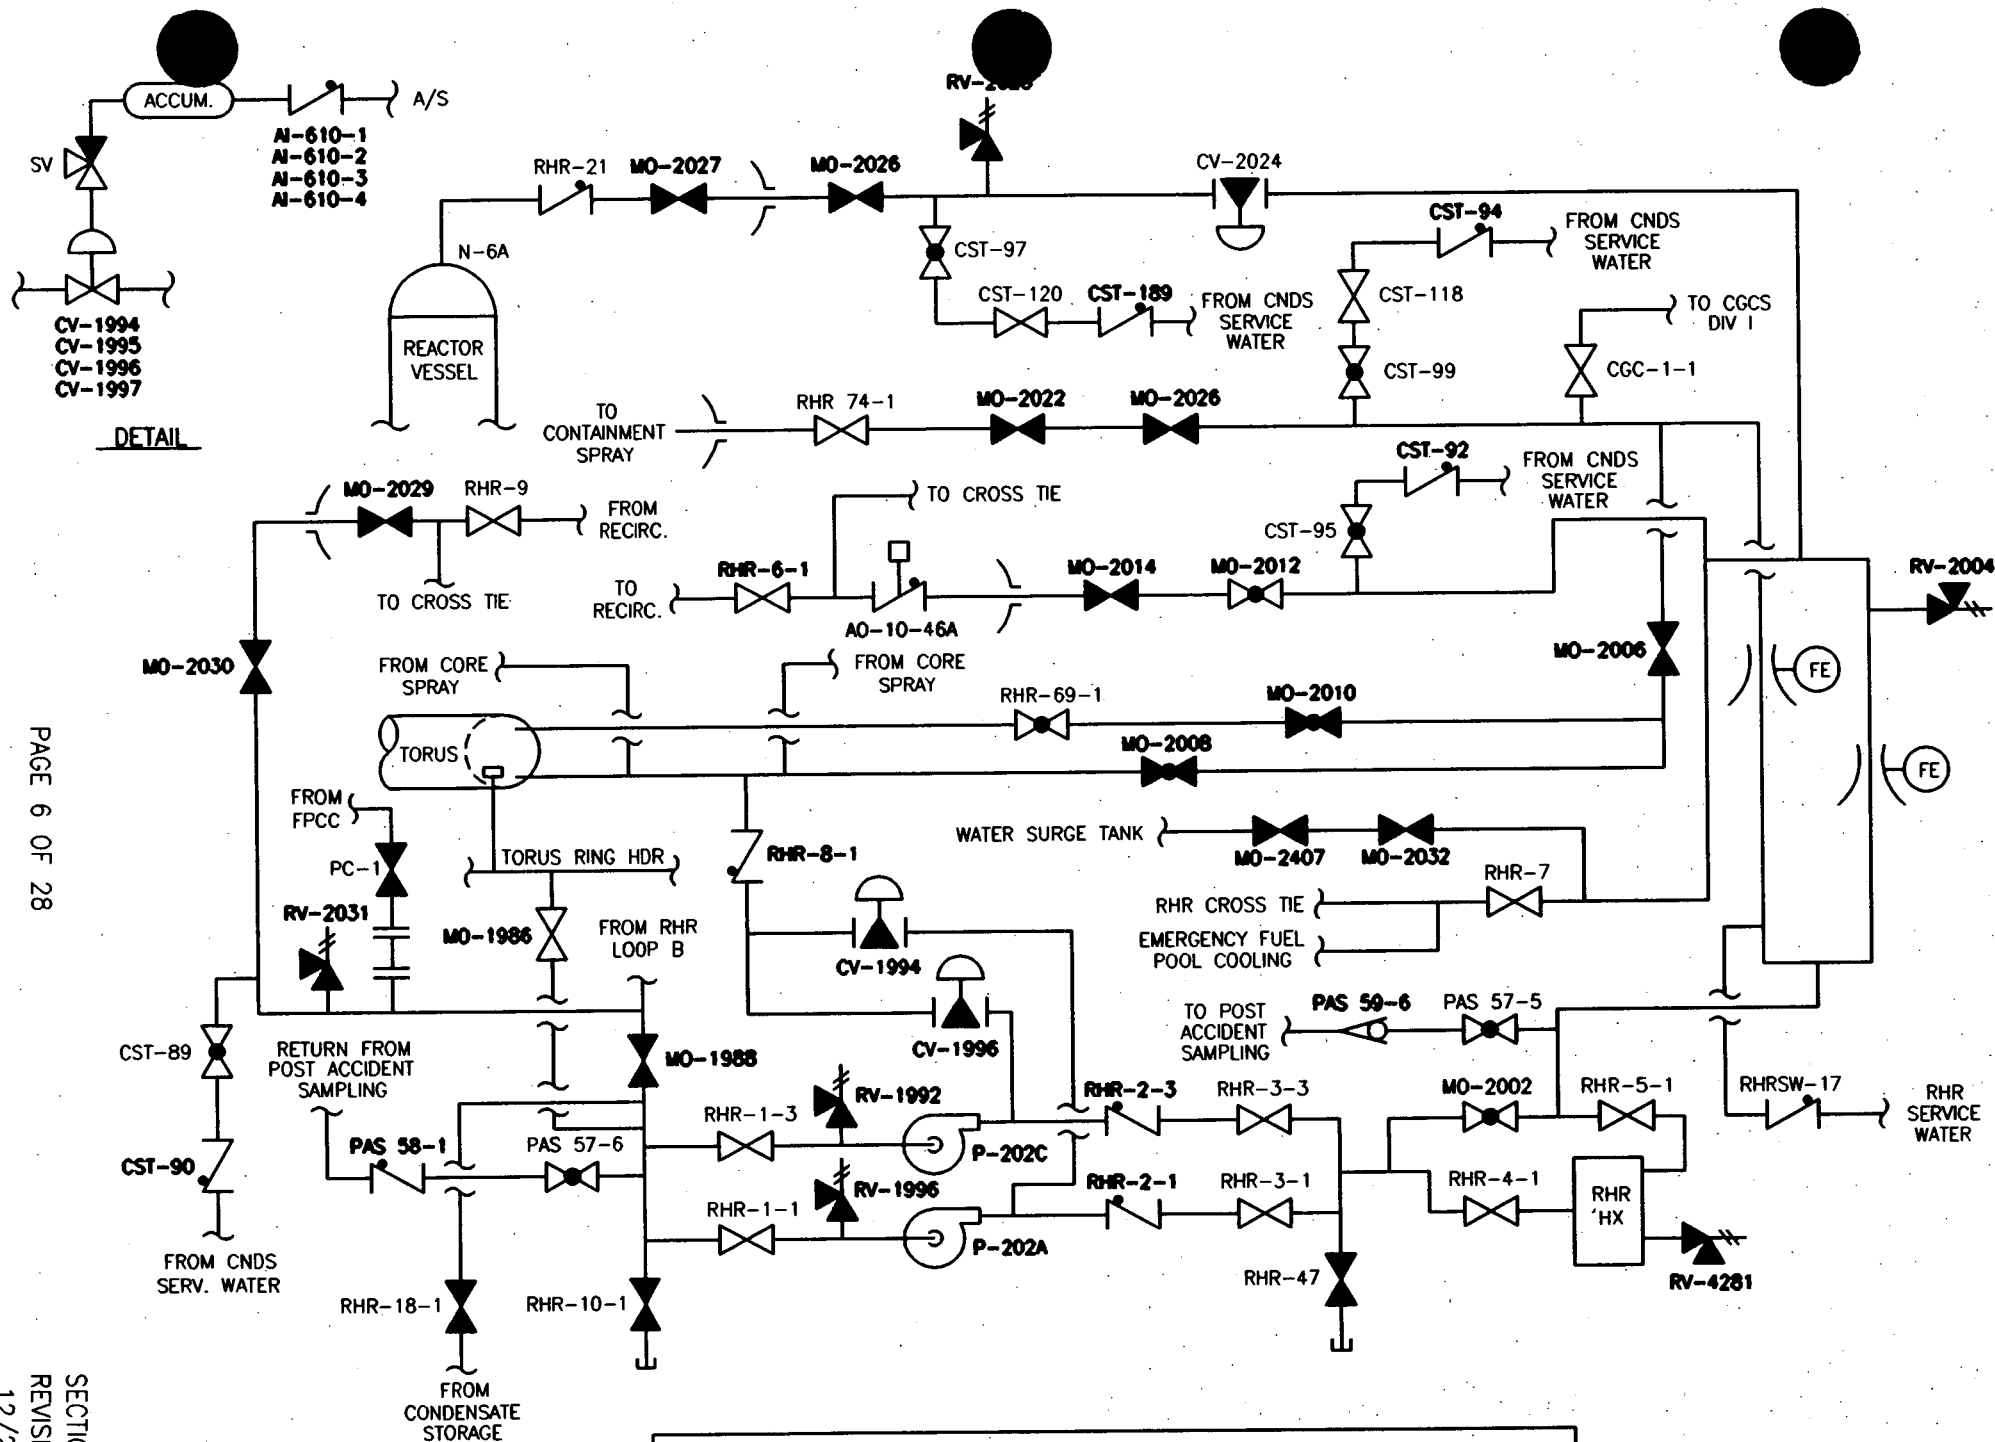 ACCUM.
A/S
AI-610-1
AI-610-2
AI-610-3
AI-610-4
SV
CV-1994
CV-1995
CV-1996
CV-1997
DETAIL
RHR-21
MO-2027
MO-2026
CV-2024
N-6A
REACTOR
VESSEL
CST-97
CST-120
CST-189
FROM CNDS
SERVICE
WATER
CST-94
FROM CNDS
SERVICE
WATER
CST-118
CST-99
TO CGCS
DIV I
CGC-1-1
TO
CONTAINMENT
SPRAY
RHR 74-1
MO-2022
MO-2026
CST-92
FROM CNDS
SERVICE
WATER
CST-95
MO-2029
RHR-9
FROM
RECIRC.
TO CROSS TIE
TO CROSS TIE
RHR-6-1
TO
RECIRC.
AO-10-46A
MO-2014
MO-2012
RV-2004
MO-2030
FROM CORE
SPRAY
FROM CORE
SPRAY
MO-2006
FE
FE
RHR-69-1
MO-2010
MO-2008
TORUS
FROM
FPCC
PC-1
RV-2031
TORUS RING HDR
MO-1986
FROM RHR
LOOP B
RHR-8-1
CV-1994
CV-1996
WATER SURGE TANK
MO-2407
MO-2032
RHR-7
RHR CROSS TIE
EMERGENCY FUEL
POOL COOLING
TO POST
ACCIDENT
SAMPLING
PAS 59-6
PAS 57-5
CST-89
RETURN FROM
POST ACCIDENT
SAMPLING
MO-1988
RHR-1-3
RV-1992
P-202C
RHR-2-3
RHR-3-3
MO-2002
RHR-5-1
RHRSW-17
RHR
SERVICE
WATER
CST-90
PAS 58-1
PAS 57-6
RHR-1-1
RV-1996
P-202A
RHR-2-1
RHR-3-1
RHR-4-1
RHR
HX
RV-4281
RHR-47
FROM CNDS
SERV. WATER
RHR-18-1
RHR-10-1
FROM
CONDENSATE
STORAGE
PAGE 6 OF 28